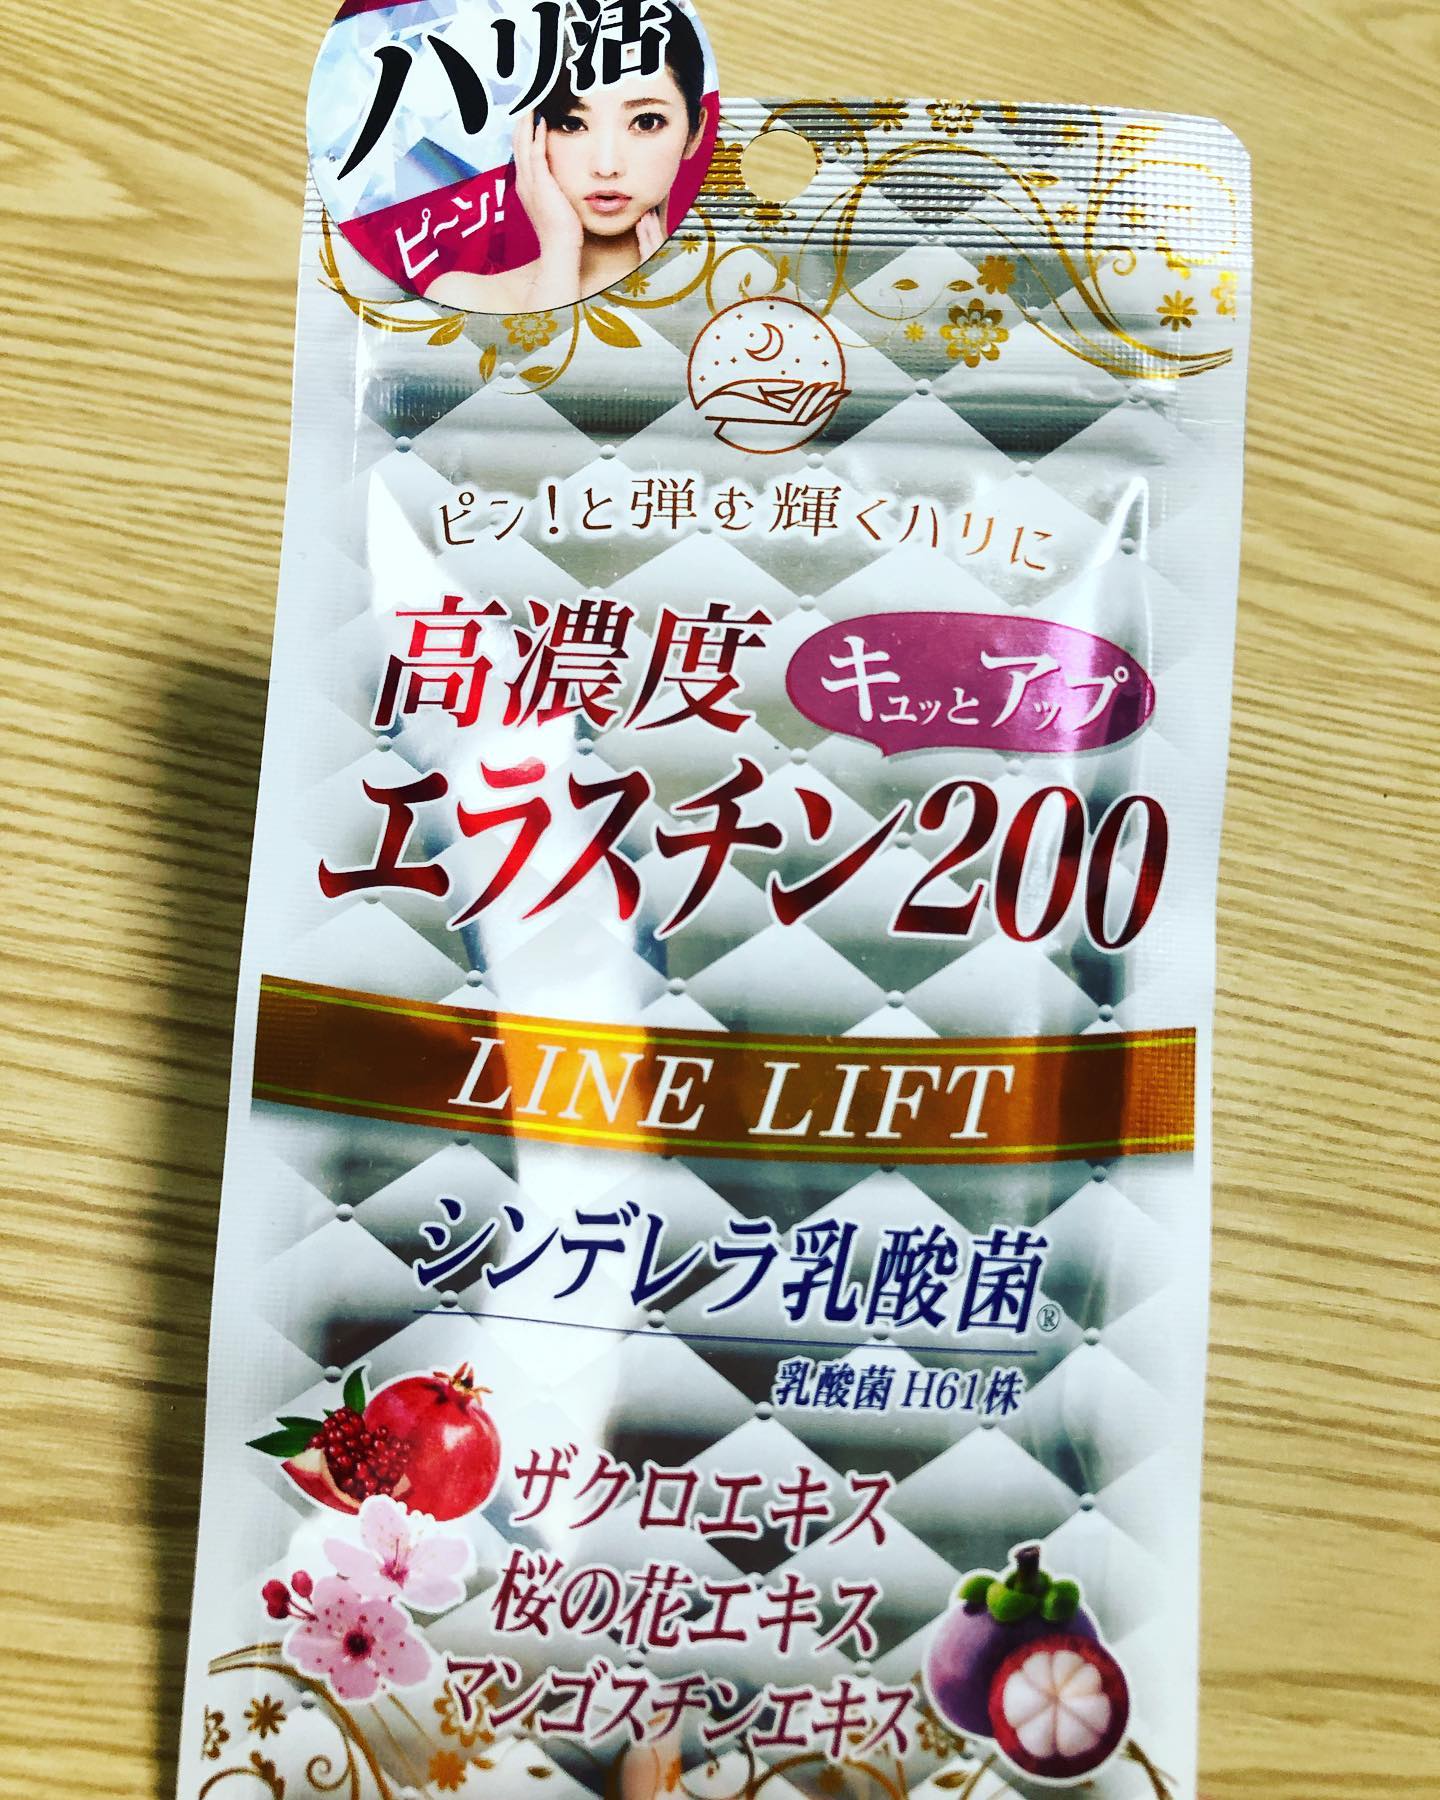 ハリ活
ピ〜ン!
ピン!と弾む輝くハリに
高濃度
キュッとアップ
エラスチン200
LINE LIFT
シンデレラ乳酸菌®
乳酸菌 H61株
ザクロエキス
桜の花エキス
マンゴスチンエキス